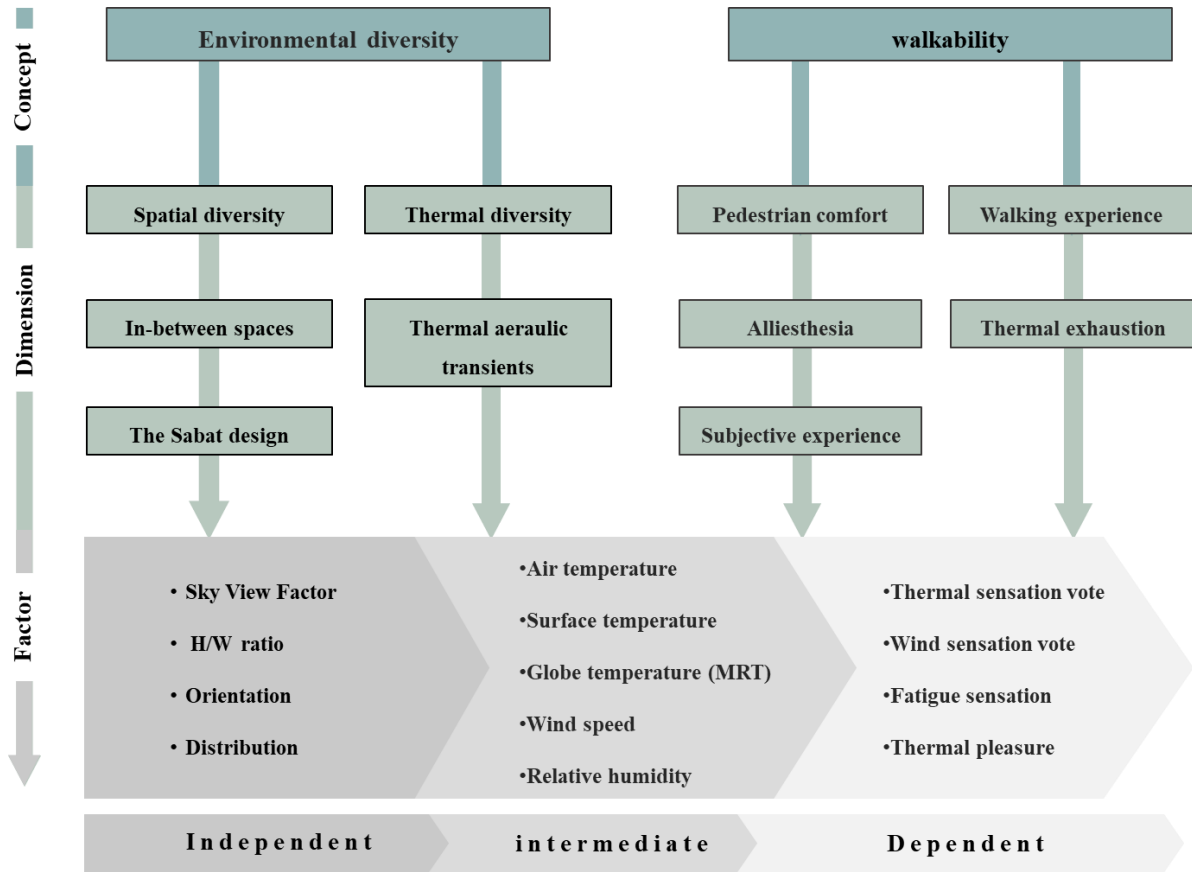 Concept
Dimension
Factor
Environmental diversity
walkability
Spatial diversity
Thermal diversity
Pedestrian comfort
Walking experience
In-between spaces
Thermal aeraulic
transients
Alliesthesia
Thermal exhaustion
The Sabat design
Subjective experience
• Sky View Factor
• H/W ratio
• Orientation
• Distribution
•Air temperature
•Surface temperature
•Globe temperature (MRT)
•Wind speed
•Relative humidity
•Thermal sensation vote
•Wind sensation vote
•Fatigue sensation
•Thermal pleasure
Independent
intermediate
Dependent